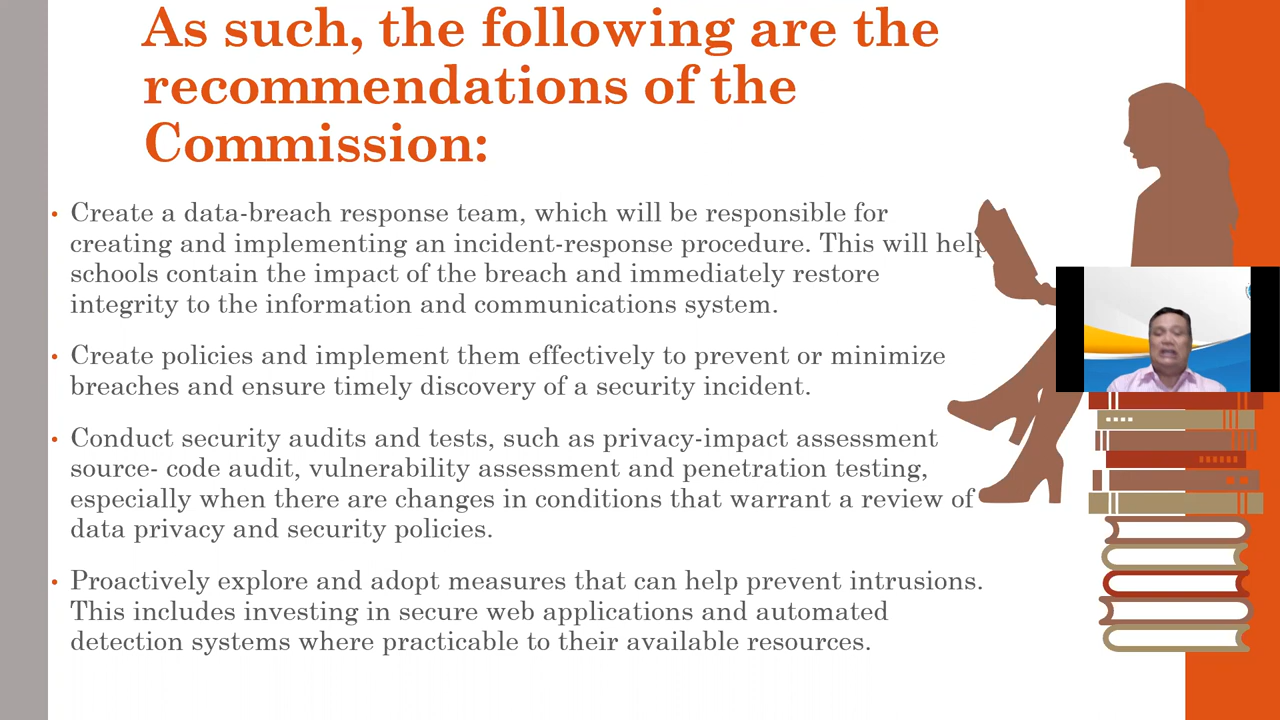 As such, the following are the
recommendations of the
Commission:
• Create a data-breach response team, which will be responsible for
creating and implementing an incident-response procedure. This will help
schools contain the impact of the breach and immediately restore
integrity to the information and communications system.
• Create policies and implement them effectively to prevent or minimize
breaches and ensure timely discovery of a security incident.
• Conduct security audits and tests, such as privacy-impact assessment
source- code audit, vulnerability assessment and penetration testing,
especially when there are changes in conditions that warrant a review of
data privacy and security policies.
• Proactively explore and adopt measures that can help prevent intrusions.
This includes investing in secure web applications and automated
detection systems where practicable to their available resources.